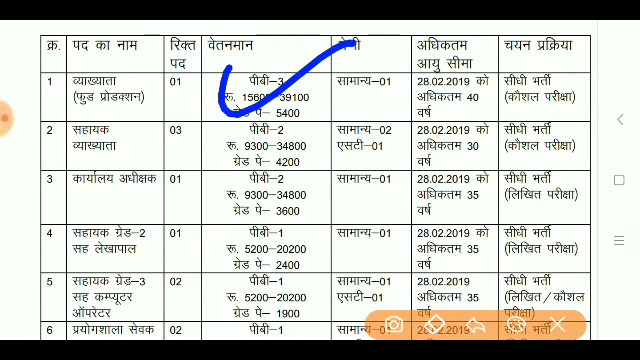 क्र. पद का नाम रिक्त पद वेतनमान अधिकतम आयु सीमा चयन प्रक्रिया
1 व्याख्याता (फुड प्रोडक्शन) 01 पीबी–3 रू. 39100 ग्रेड पे– 5400 सामान्य–01 28.02.2019 को अधिकतम 40 वर्ष सीधी भर्ती (कौशल परीक्षा)
2 सहायक व्याख्याता 03 पीबी–2 रू. 9300–34800 ग्रेड पे– 4200 सामान्य–02 एसटी–01 28.02.2019 को अधिकतम 30 वर्ष सीधी भर्ती (कौशल परीक्षा)
3 कार्यालय अधीक्षक 01 पीबी–2 रू. 9300–34800 ग्रेड पे– 3600 सामान्य–01 28.02.2019 को अधिकतम 35 वर्ष सीधी भर्ती (लिखित परीक्षा)
4 सहायक ग्रेड–2 सह लेखापाल 01 पीबी–1 रू. 5200–20200 ग्रेड पे– 2400 सामान्य–01 28.02.2019 को अधिकतम 35 वर्ष सीधी भर्ती (लिखित परीक्षा)
5 सहायक ग्रेड–3 सह कम्प्यूटर ऑपरेटर 02 पीबी–1 रू. 5200–20200 ग्रेड पे– 1900 सामान्य–01 एसटी–01 28.02.2019 अधिकतम 35 वर्ष सीधी भर्ती (लिखित/कौशल परीक्षा)
6 प्रयोगशाला सेवक 02 पीबी–1